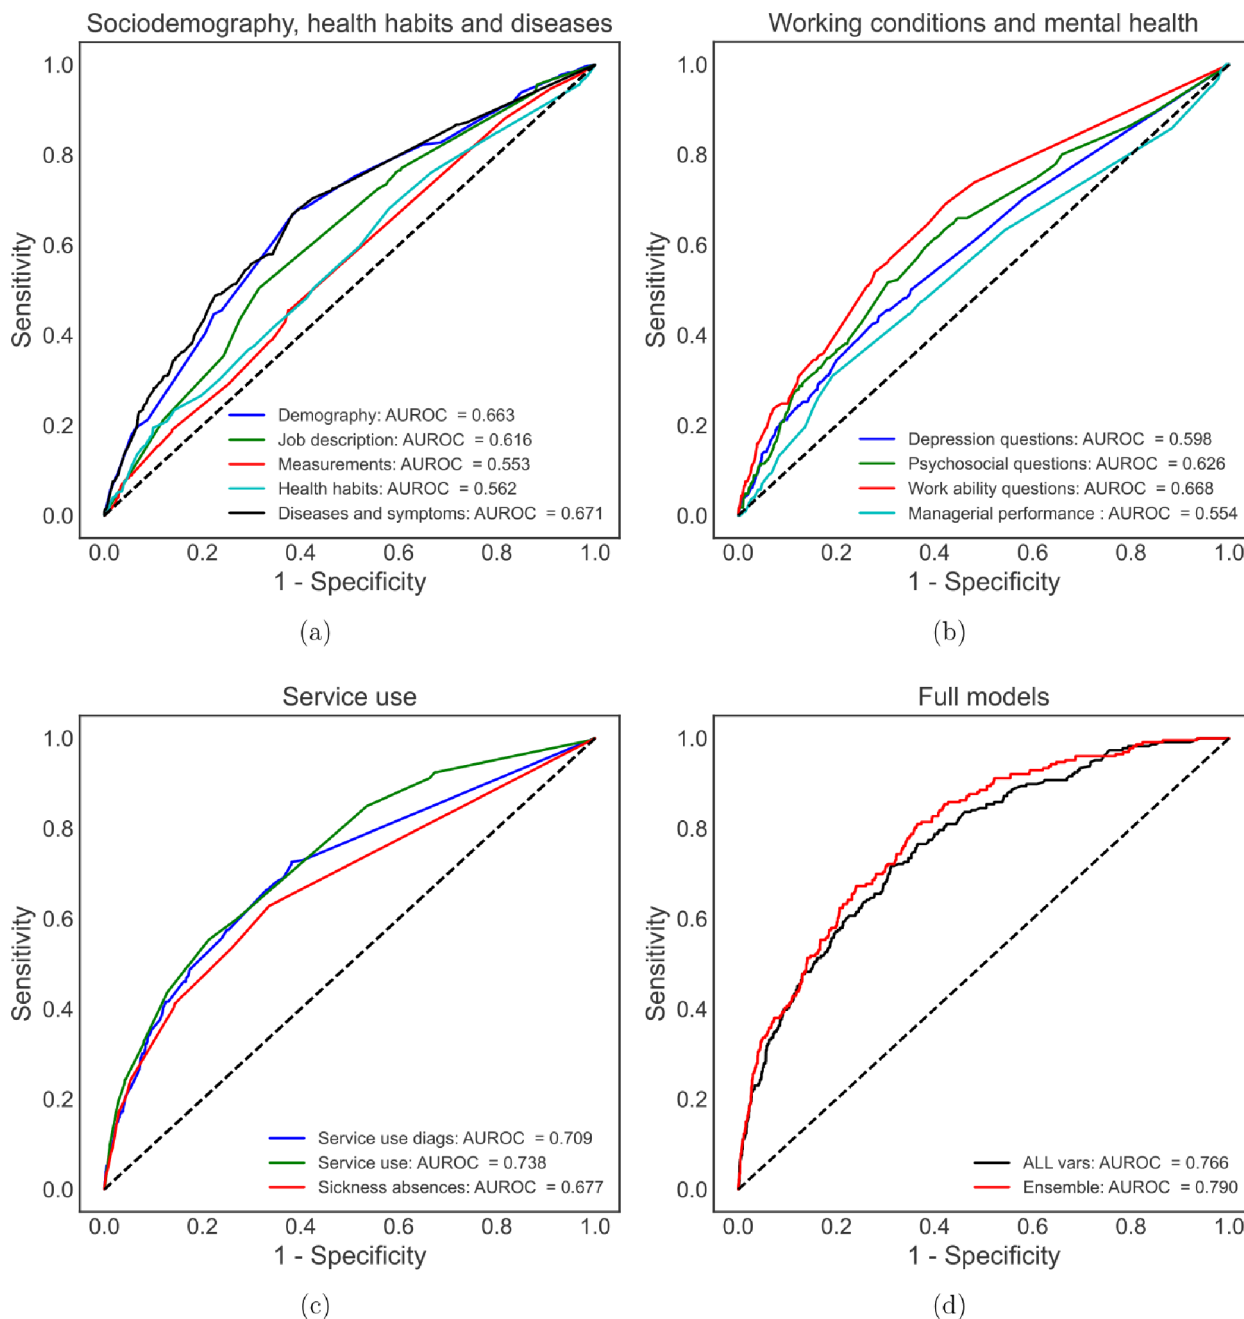 Sociodemography, health habits and diseases
1.0
0.8
0.6
0.4
0.2
0.0
Sensitivity
Demography: AUROC = 0.663
Job description: AUROC = 0.616
Measurements: AUROC = 0.553
Health habits: AUROC = 0.562
Diseases and symptoms: AUROC = 0.671
0.0 0.2 0.4 0.6 0.8 1.0
1 - Specificity
(a)
Working conditions and mental health
1.0
0.8
0.6
0.4
0.2
0.0
Sensitivity
Depression questions: AUROC = 0.598
Psychosocial questions: AUROC = 0.626
Work ability questions: AUROC = 0.668
Managerial performance : AUROC = 0.554
0.0 0.2 0.4 0.6 0.8 1.0
1 - Specificity
(b)
Service use
1.0
0.8
0.6
0.4
0.2
0.0
Sensitivity
Service use diags: AUROC = 0.709
Service use: AUROC = 0.738
Sickness absences: AUROC = 0.677
0.0 0.2 0.4 0.6 0.8 1.0
1 - Specificity
(c)
Full models
1.0
0.8
0.6
0.4
0.2
0.0
Sensitivity
ALL vars: AUROC = 0.766
Ensemble: AUROC = 0.790
0.0 0.2 0.4 0.6 0.8 1.0
1 - Specificity
(d)